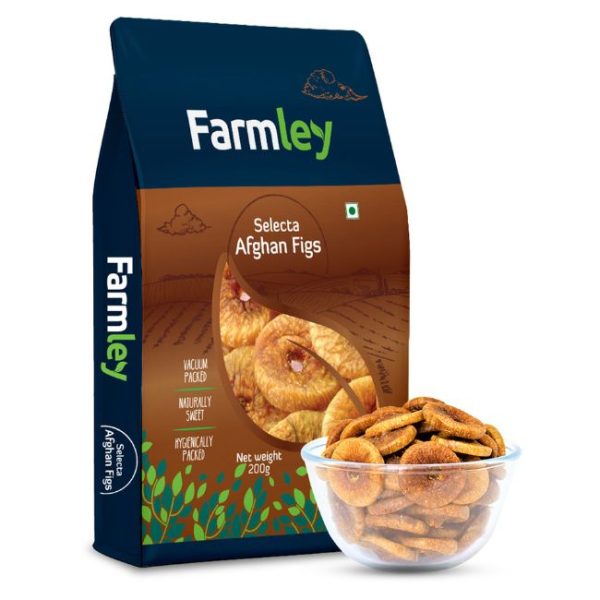 Farmley
Selecta
Afghan Figs
VACUUM
PACKED
NATURALLY
SWEET
HYGIENICALLY
PACKED
Net weight
200g
Farmley
Selecta
Afghan Figs